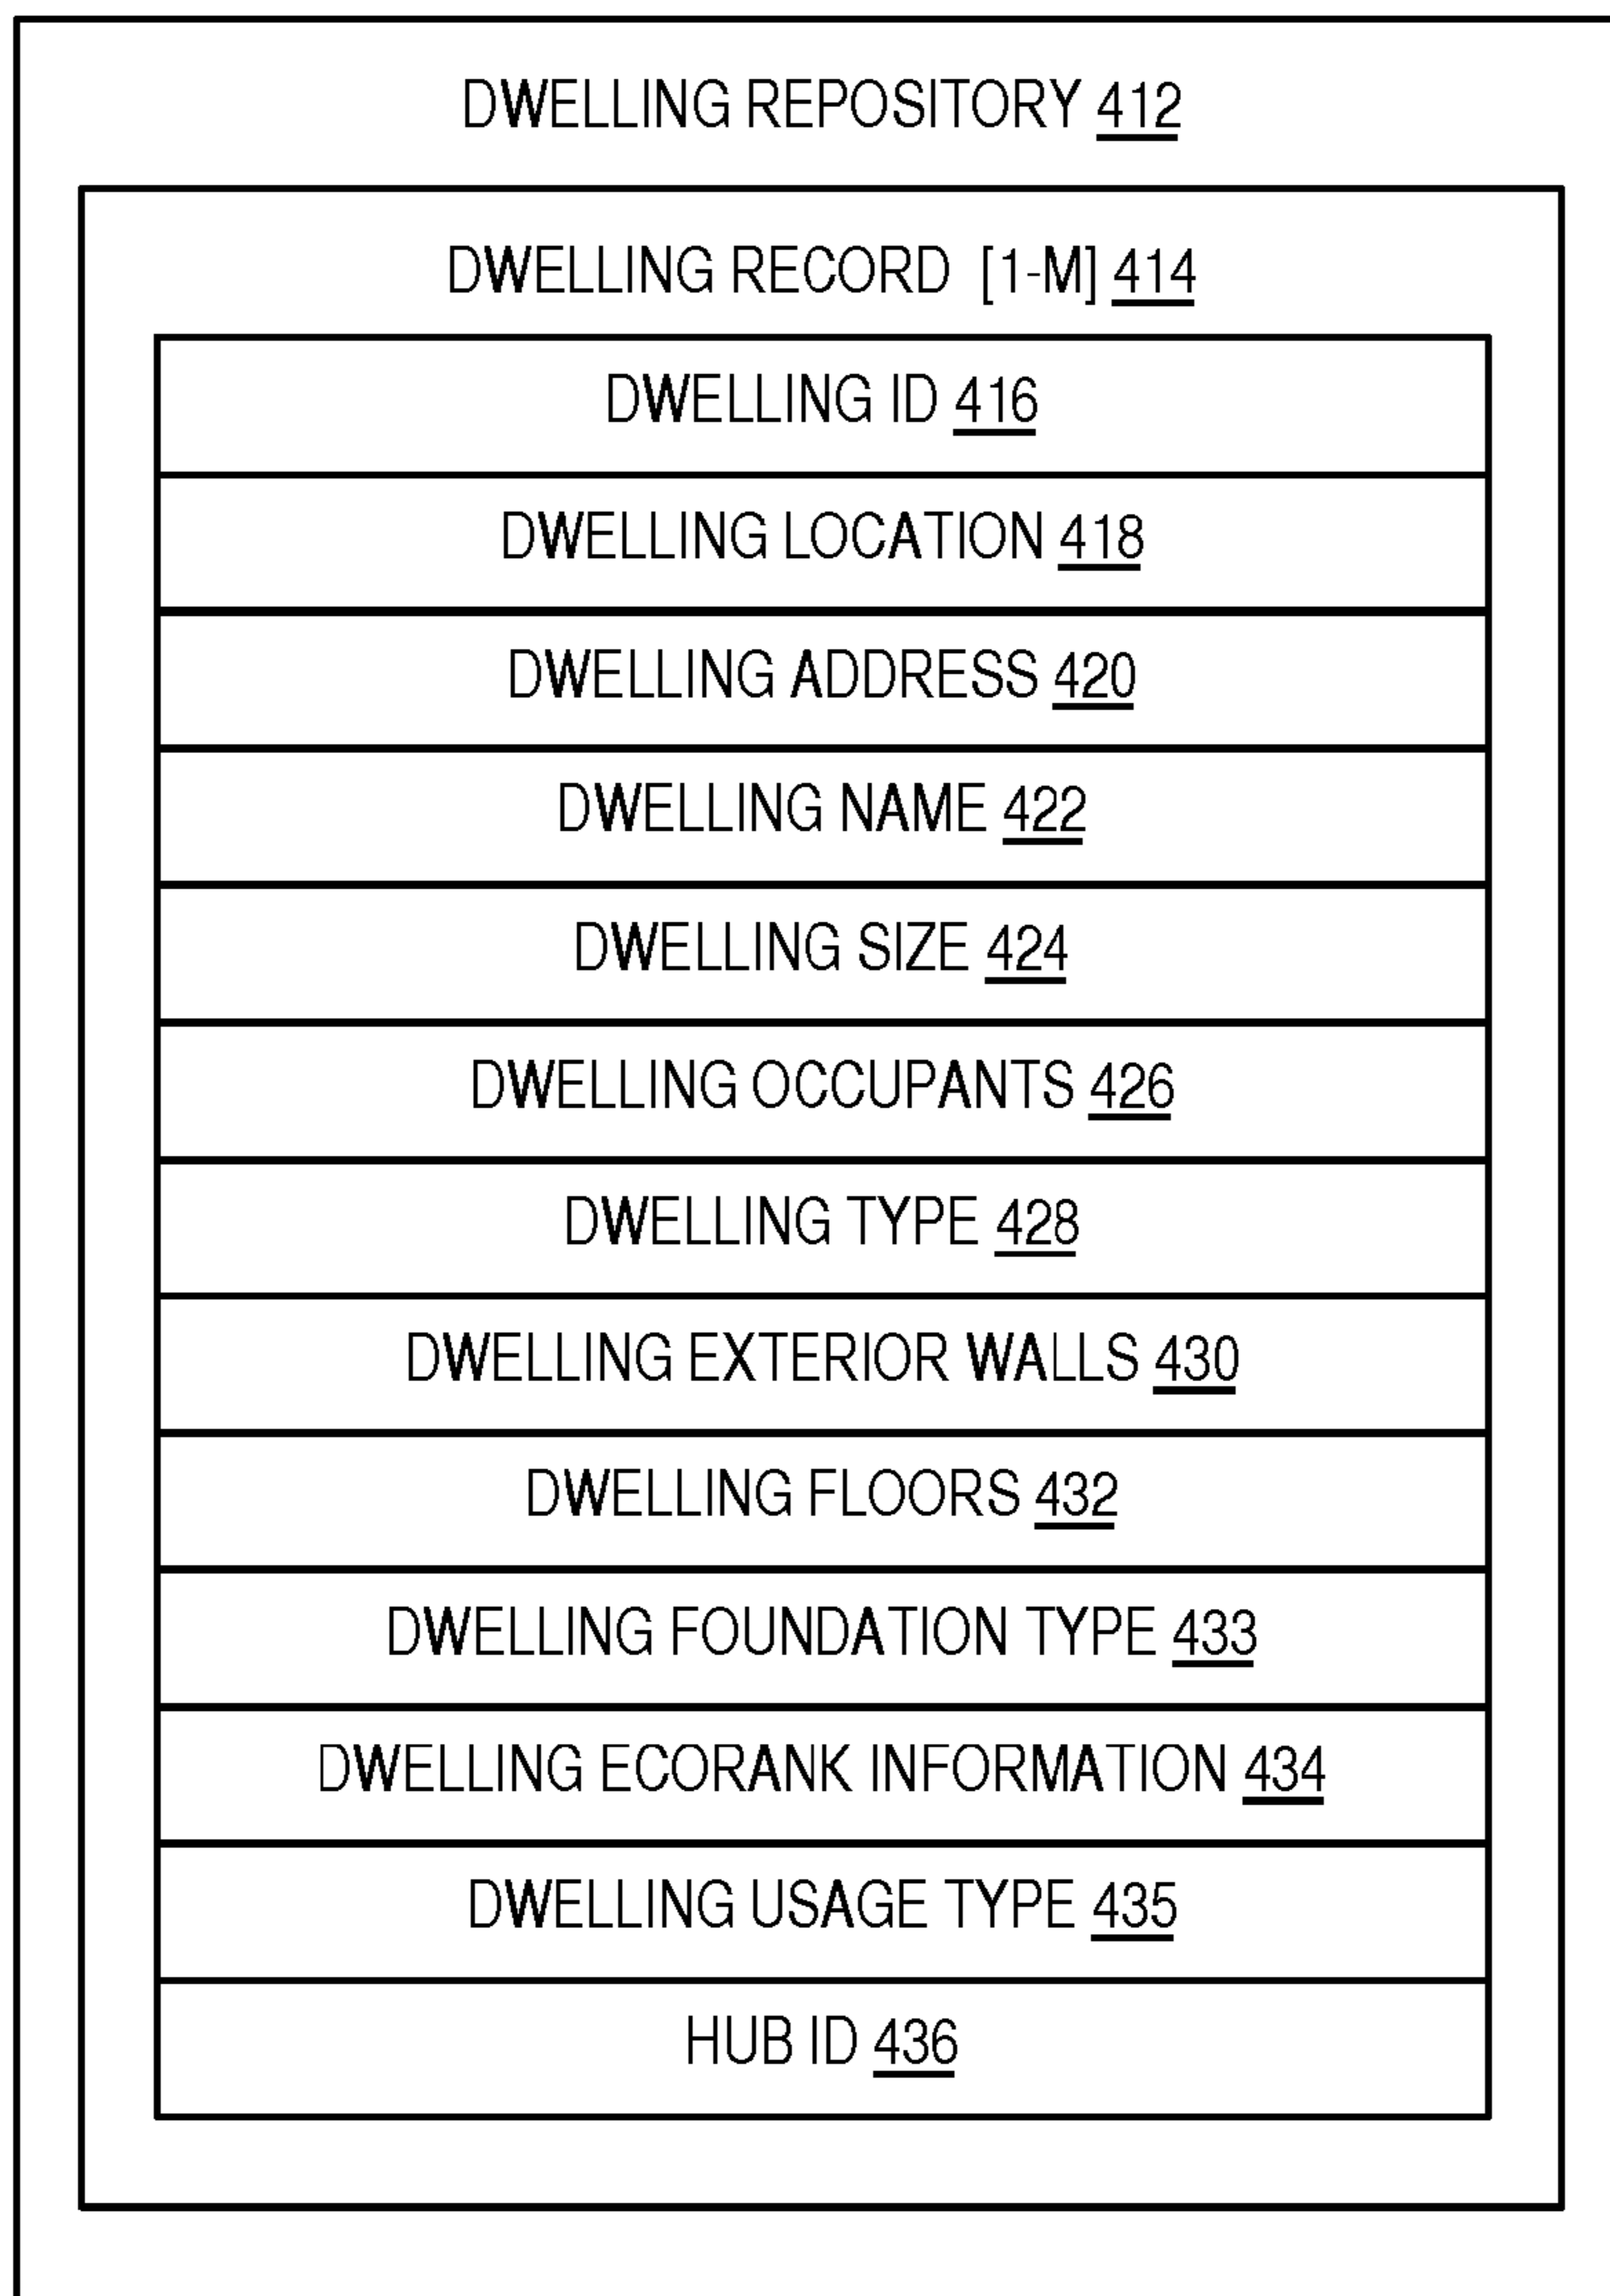 DWELLING REPOSITORY 412
DWELLING RECORD [1-M] 414
DWELLING ID 416
DWELLING LOCATION 418
DWELLING ADDRESS 420
DWELLING NAME 422
DWELLING SIZE 424
DWELLING OCCUPANTS 426
DWELLING TYPE 428
DWELLING EXTERIOR WALLS 430
DWELLING FLOORS 432
DWELLING FOUNDATION TYPE 433
DWELLING ECORANK INFORMATION 434
DWELLING USAGE TYPE 435
HUB ID 436